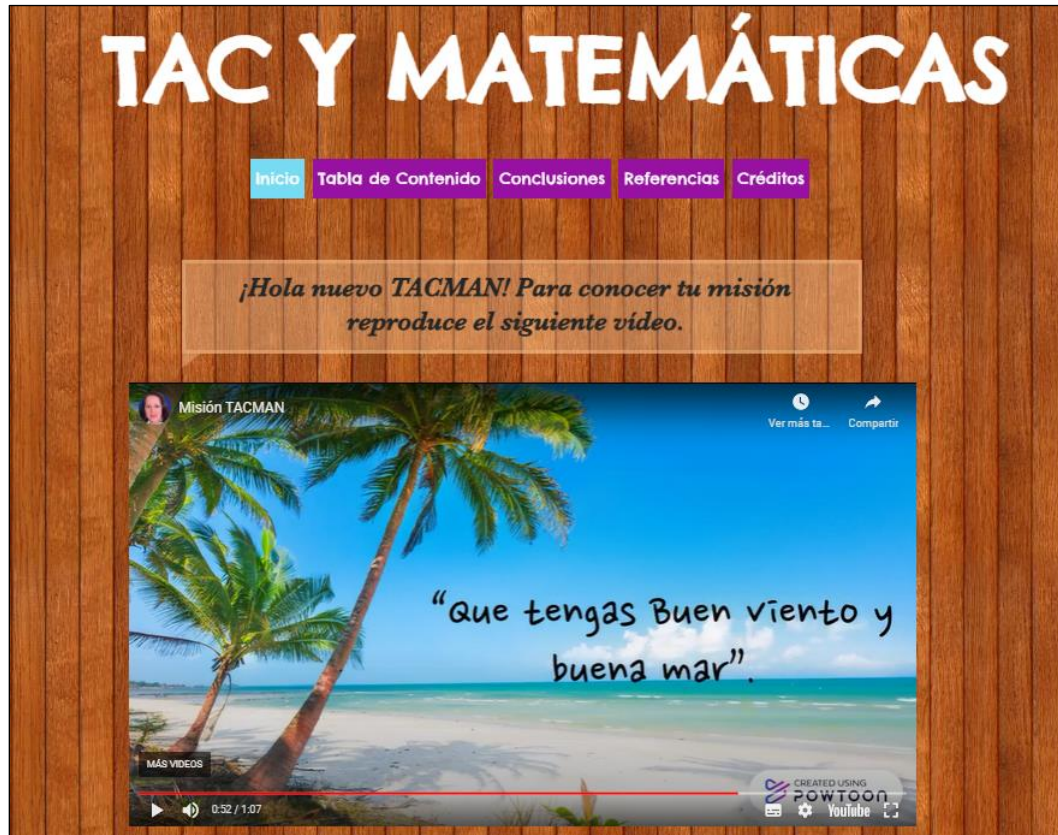 TAC Y MATEMÁTICAS
Inicio Tabla de Contenido Conclusiones Referencias Créditos
¡Hola nuevo TACMAN! Para conocer tu misión
reproduce el siguiente vídeo.
Misión TACMAN
Ver más ta... Compartir
“Que tengas Buen viento y
buena mar”.
MÁS VIDEOS
CREATED USING
POWTOON
0:52 / 1:07
YouTube